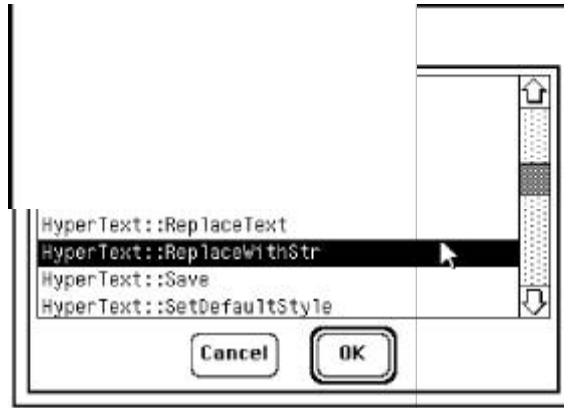 HyperText::ReplaceText
HyperText::ReplaceWithStr
HyperText::Save
HyperText::SetDefaultStyle
Cancel OK